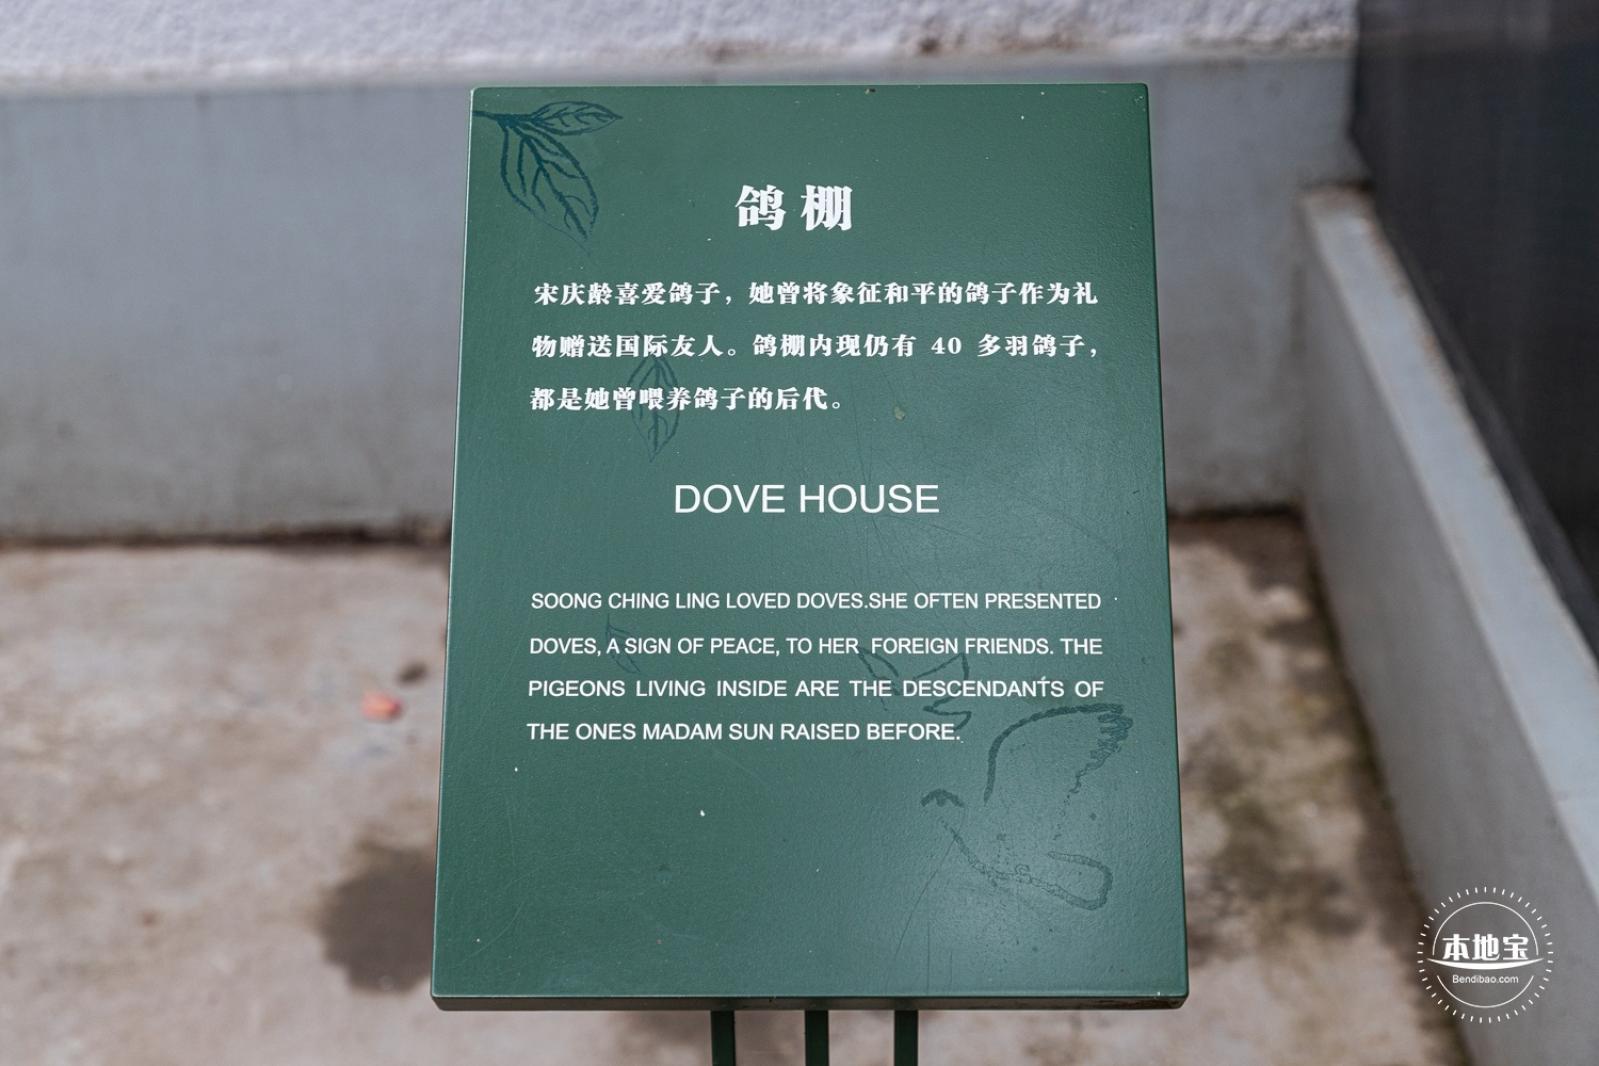 鸽棚
宋庆龄喜爱鸽子，她曾将象征和平的鸽子作为礼
物赠送国际友人。鸽棚内现仍有 40 多羽鸽子，
都是她曾喂养鸽子的后代。
DOVE HOUSE
SOONG CHING LING LOVED DOVES.SHE OFTEN PRESENTED
DOVES, A SIGN OF PEACE, TO HER FOREIGN FRIENDS. THE
PIGEONS LIVING INSIDE ARE THE DESCENDANTS OF
THE ONES MADAM SUN RAISED BEFORE.
本地宝
Bendibao.com